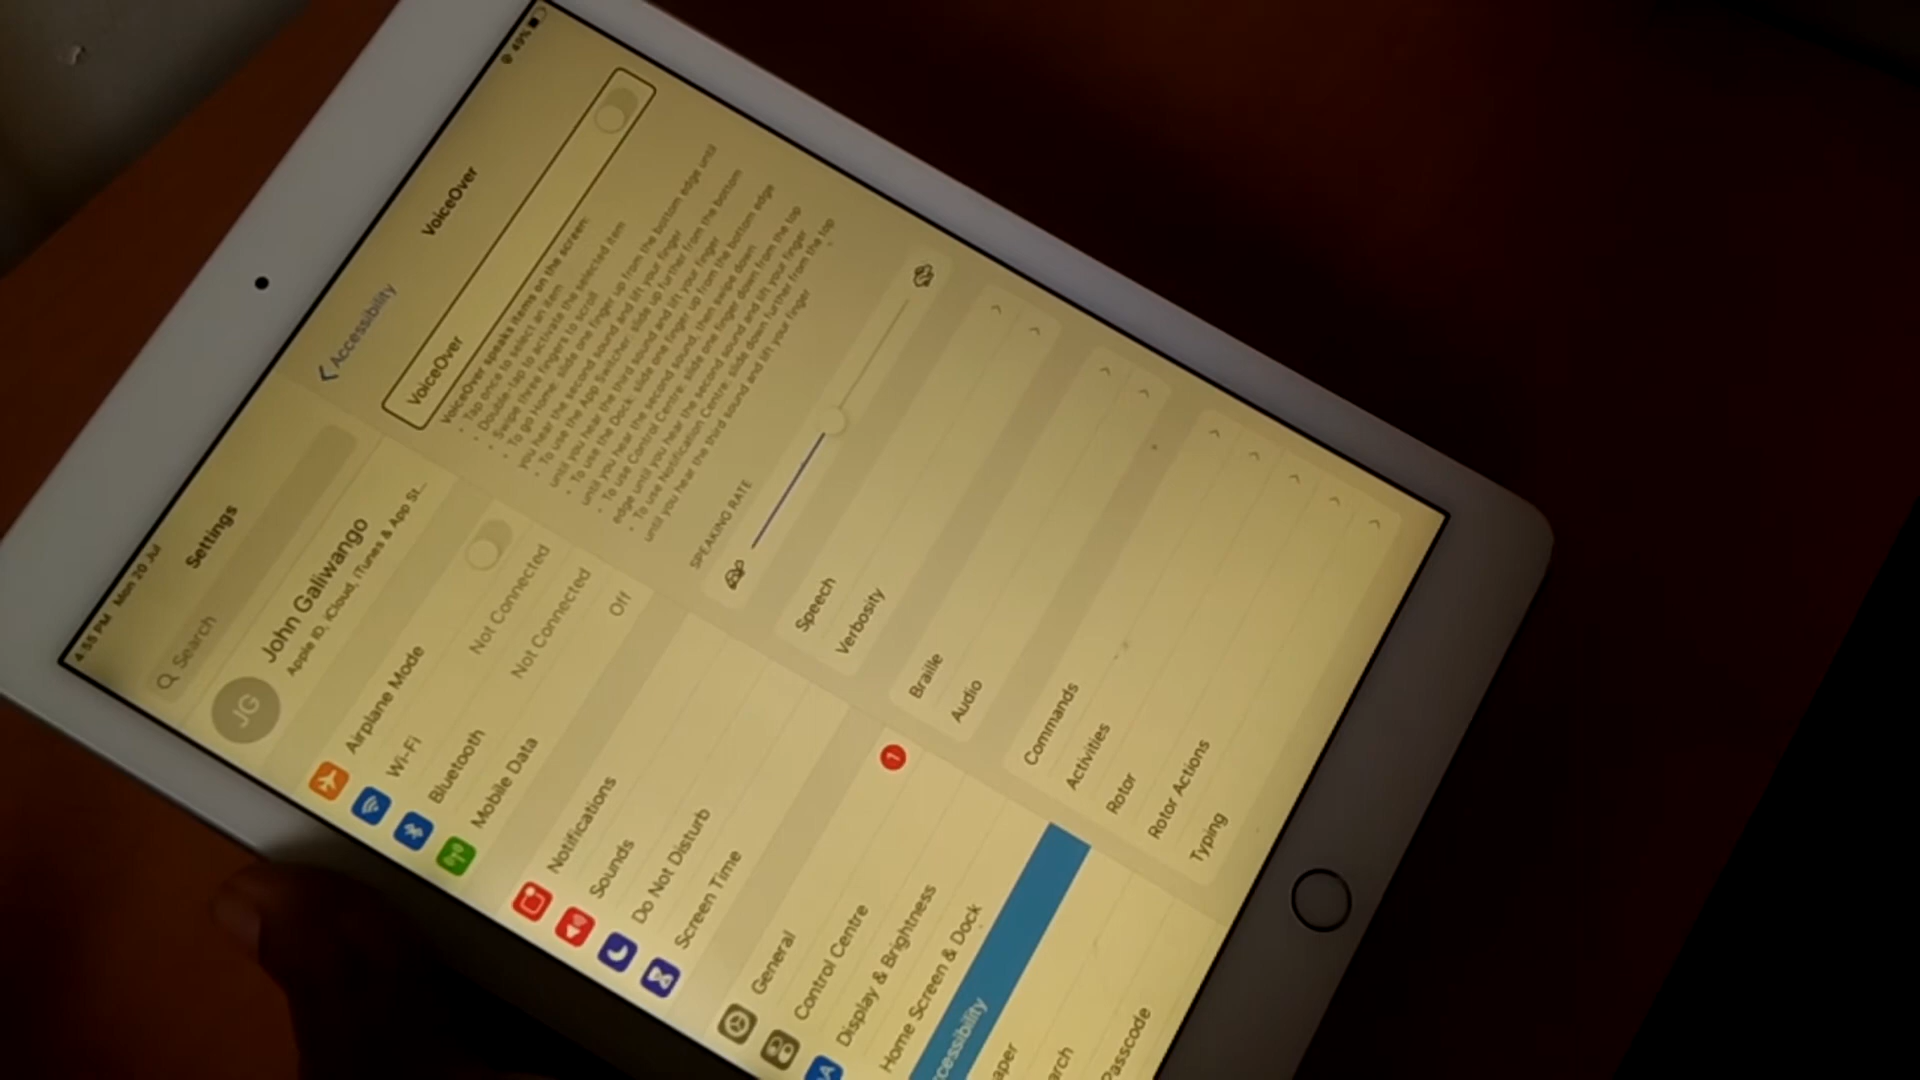 4:55 PM Mon 20 Jul
49%
Settings
Search
JG
John Galiwango
Apple ID, iCloud, iTunes & App St...
Airplane Mode
Wi-Fi Not Connected
Bluetooth Not Connected
Mobile Data Off
Notifications
Sounds
Do Not Disturb
Screen Time
General 1
Control Centre
Display & Brightness
Home Screen & Dock
ccessibility
aper
arch
Passcode
Accessibility
VoiceOver
VoiceOver
VoiceOver speaks items on the screen:
• Tap once to select an item
• Double-tap to activate the selected item
• Swipe three fingers to scroll
• To go Home: slide one finger up from the bottom edge until
you hear the second sound and lift your finger
• To use the App Switcher: slide up further from the bottom
until you hear the third sound and lift your finger
• To use the Dock: slide one finger up from the bottom edge
until you hear the second sound, then swipe down
• To use Control Centre: slide one finger down from the top
edge until you hear the second sound and lift your finger
• To use Notification Centre: slide down further from the top
until you hear the third sound and lift your finger
SPEAKING RATE
Speech
Verbosity
Braille
Audio
Commands
Activities
Rotor
Rotor Actions
Typing